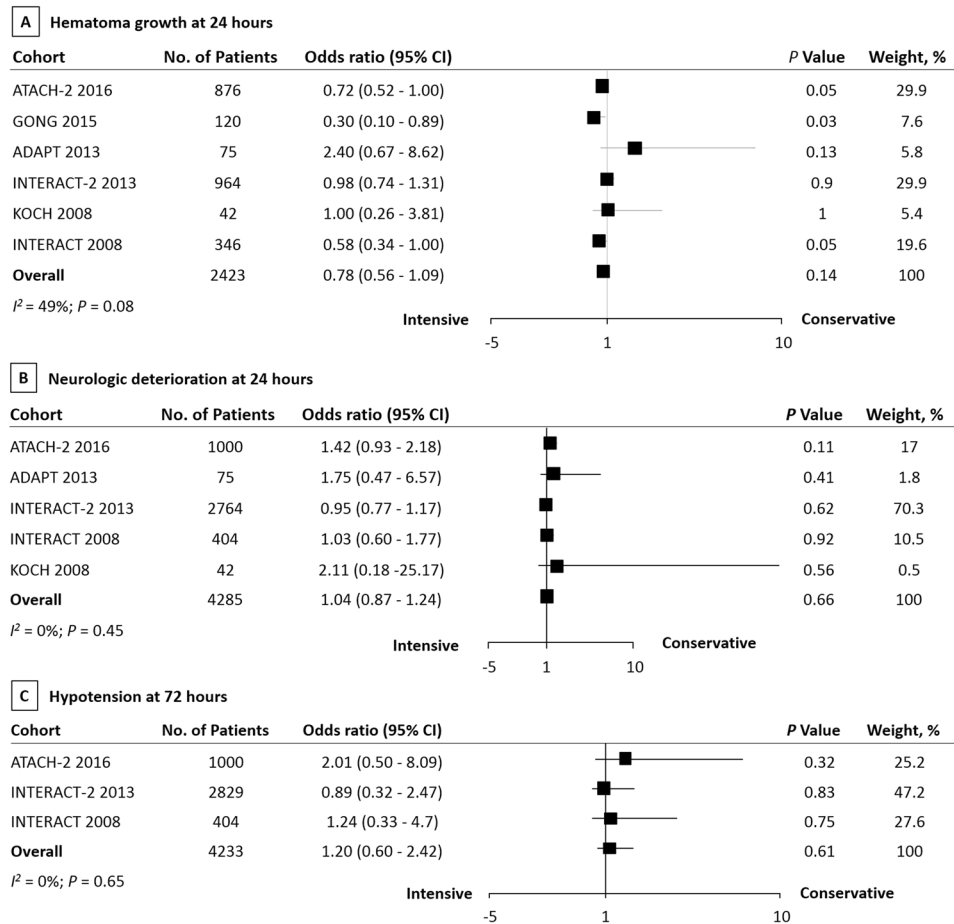 A Hematoma growth at 24 hours
Cohort No. of Patients Odds ratio (95% CI) P Value Weight, %
ATACH-2 2016 876 0.72 (0.52 - 1.00) 0.05 29.9
GONG 2015 120 0.30 (0.10 - 0.89) 0.03 7.6
ADAPT 2013 75 2.40 (0.67 - 8.62) 0.13 5.8
INTERACT-2 2013 964 0.98 (0.74 - 1.31) 0.9 29.9
KOCH 2008 42 1.00 (0.26 - 3.81) 1 5.4
INTERACT 2008 346 0.58 (0.34 - 1.00) 0.05 19.6
Overall 2423 0.78 (0.56 - 1.09) 0.14 100
I² = 49%; P = 0.08
Intensive Conservative
-5 1 10
B Neurologic deterioration at 24 hours
Cohort No. of Patients Odds ratio (95% CI) P Value Weight, %
ATACH-2 2016 1000 1.42 (0.93 - 2.18) 0.11 17
ADAPT 2013 75 1.75 (0.47 - 6.57) 0.41 1.8
INTERACT-2 2013 2764 0.95 (0.77 - 1.17) 0.62 70.3
INTERACT 2008 404 1.03 (0.60 - 1.77) 0.92 10.5
KOCH 2008 42 2.11 (0.18 -25.17) 0.56 0.5
Overall 4285 1.04 (0.87 - 1.24) 0.66 100
I² = 0%; P = 0.45
Intensive Conservative
-5 1 10
C Hypotension at 72 hours
Cohort No. of Patients Odds ratio (95% CI) P Value Weight, %
ATACH-2 2016 1000 2.01 (0.50 - 8.09) 0.32 25.2
INTERACT-2 2013 2829 0.89 (0.32 - 2.47) 0.83 47.2
INTERACT 2008 404 1.24 (0.33 - 4.7) 0.75 27.6
Overall 4233 1.20 (0.60 - 2.42) 0.61 100
I² = 0%; P = 0.65
Intensive Conservative
-5 1 10